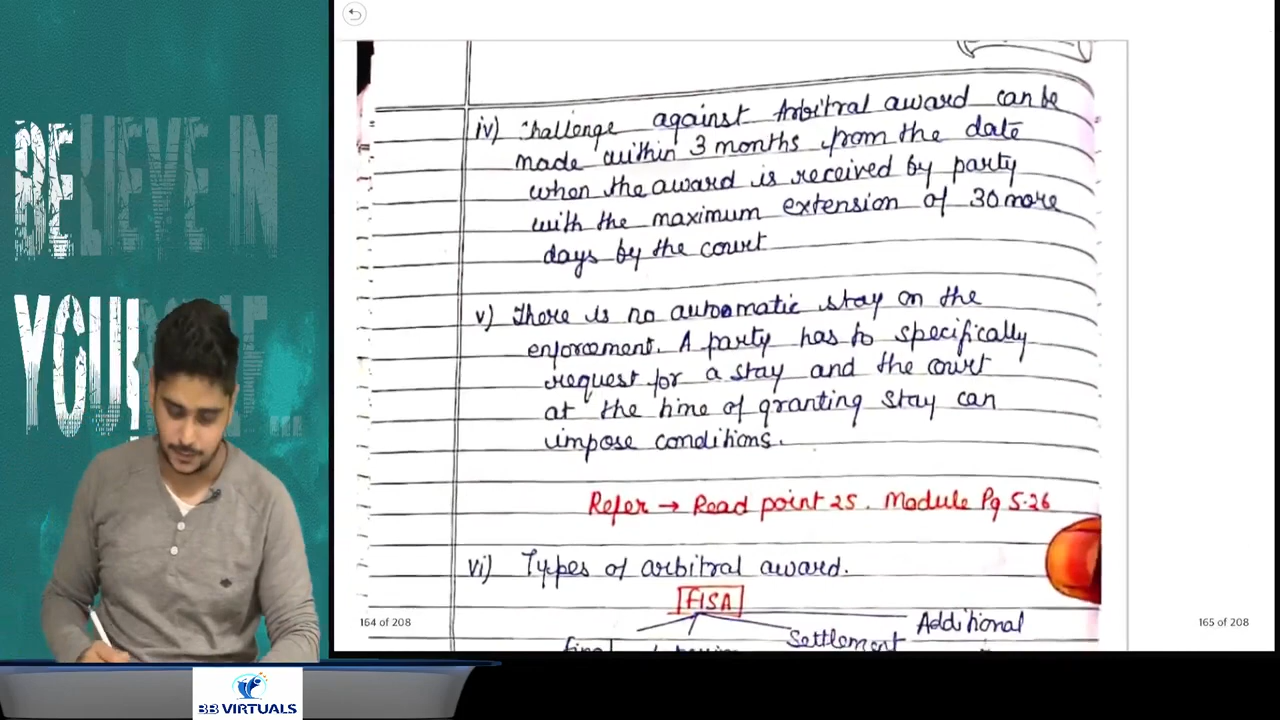 BELIEVE IN
YOURSELF...
iv) Challenge against Arbitral award can be
made within 3 months from the date
when the award is received by party
with the maximum extension of 30 more
days by the court
v) There is no automatic stay on the
enforcement. A party has to specifically
request for a stay and the court
at the time of granting stay can
impose conditions.
Refer → Read point 25. Module Pg 5.26
vi) Types of arbitral award.
FISA
Additional
Settlement
164 of 208
165 of 208
BB VIRTUALS